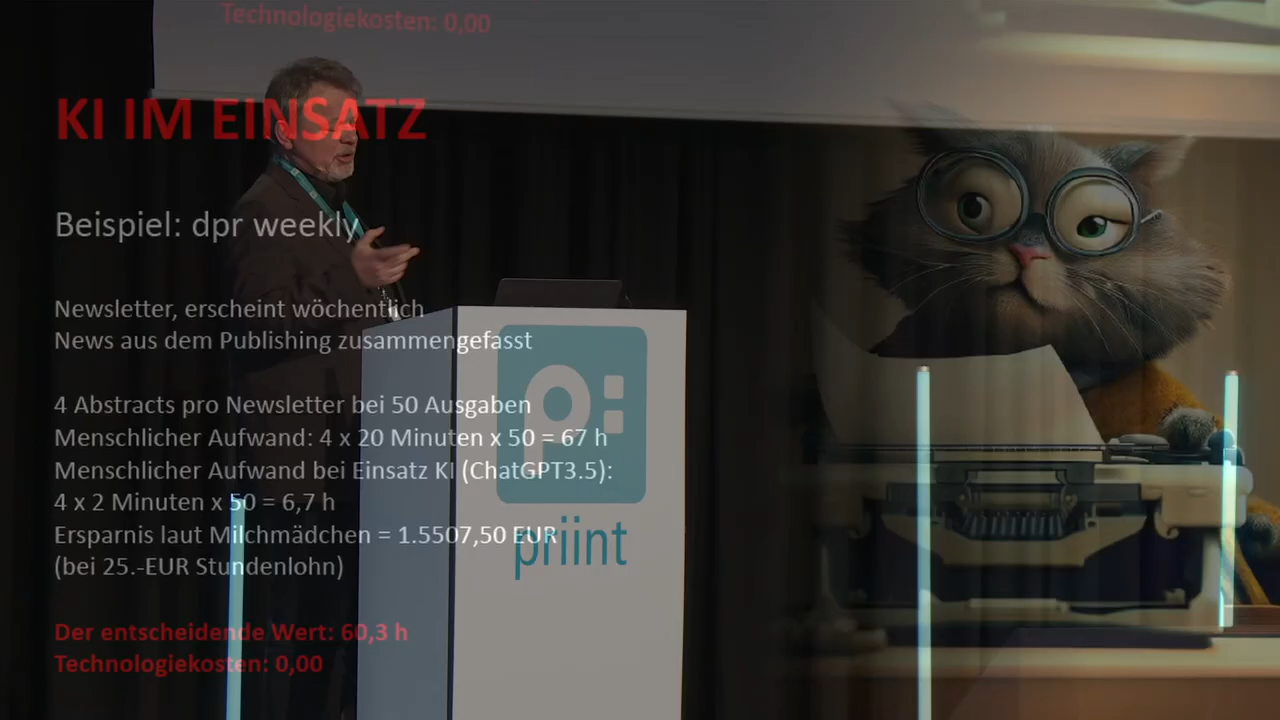 Technologiekosten: 0,00
KI IM EINSATZ
Beispiel: dpr weekly
Newsletter, erscheint wöchentlich
News aus dem Publishing zusammengefasst
4 Abstracts pro Newsletter bei 50 Ausgaben
Menschlicher Aufwand: 4 x 20 Minuten x 50 = 67 h
Menschlicher Aufwand bei Einsatz KI (ChatGPT3.5):
4 x 2 Minuten x 50 = 6,7 h
Ersparnis laut Milchmädchen = 1.5507,50 EUR
(bei 25.-EUR Stundenlohn)
Der entscheidende Wert: 60,3 h
Technologiekosten: 0,00
p:
priint